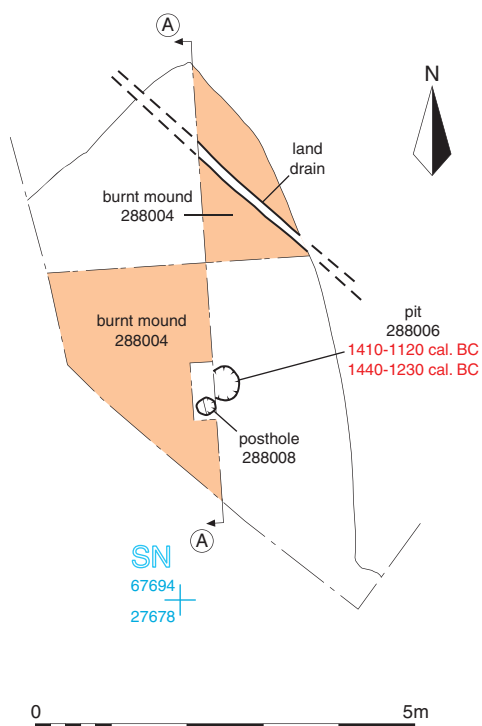 A
N
land
drain
burnt mound
288004
burnt mound
288004
pit
288006
1410-1120 cal. BC
1440-1230 cal. BC
posthole
288008
A
SN
67694
27678
0
5m